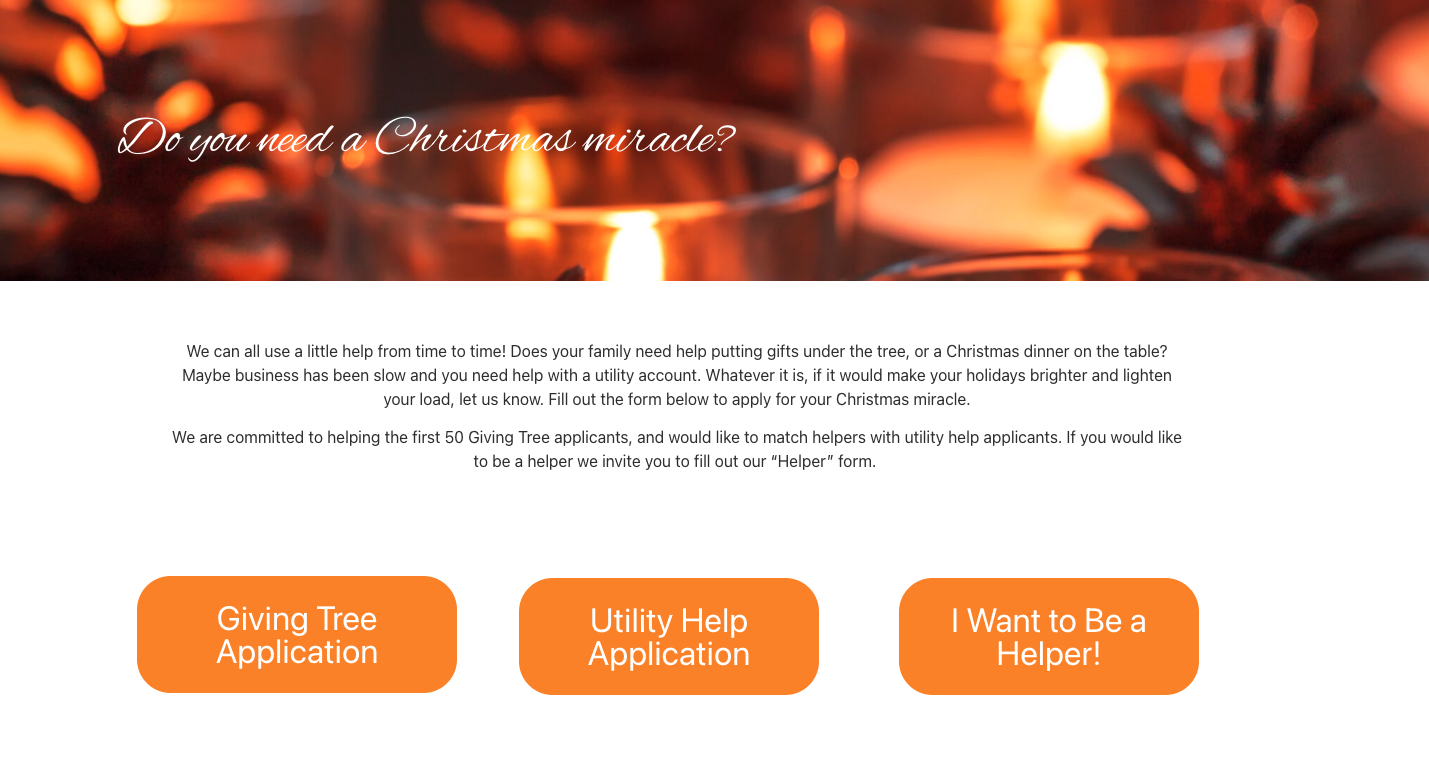 Do you need a Christmas miracle?
We can all use a little help from time to time! Does your family need help putting gifts under the tree, or a Christmas dinner on the table?
Maybe business has been slow and you need help with a utility account. Whatever it is, if it would make your holidays brighter and lighten
your load, let us know. Fill out the form below to apply for your Christmas miracle.
We are committed to helping the first 50 Giving Tree applicants, and would like to match helpers with utility help applicants. If you would like
to be a helper we invite you to fill out our “Helper” form.
Giving Tree
Application
Utility Help
Application
I Want to Be a
Helper!